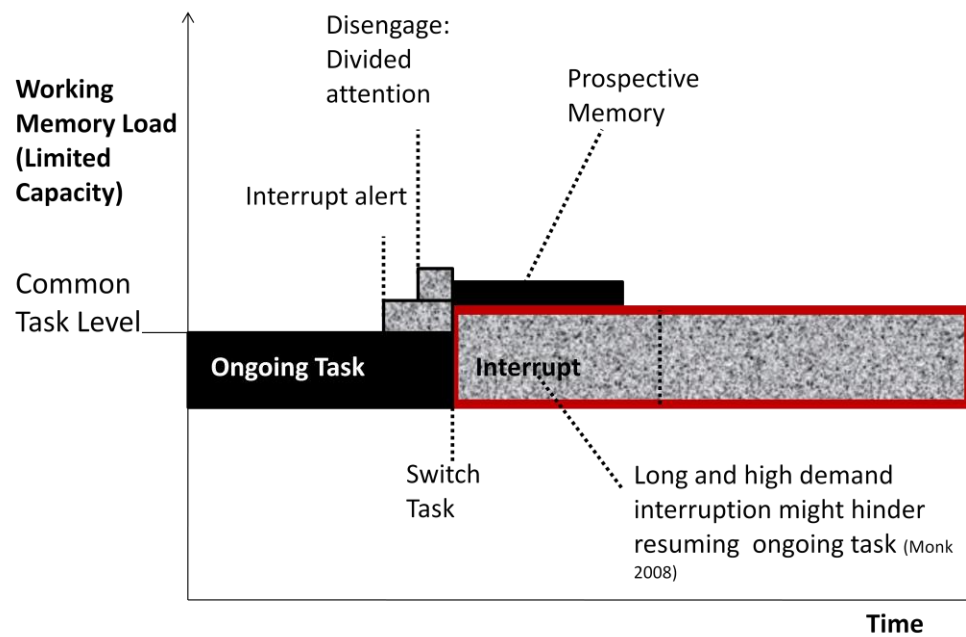 Disengage:
Divided
attention
Working
Memory Load
(Limited
Capacity)
Prospective
Memory
Interrupt alert
Common
Task Level
Ongoing Task
Interrupt
Switch
Task
Long and high demand
interruption might hinder
resuming ongoing task (Monk
2008)
Time